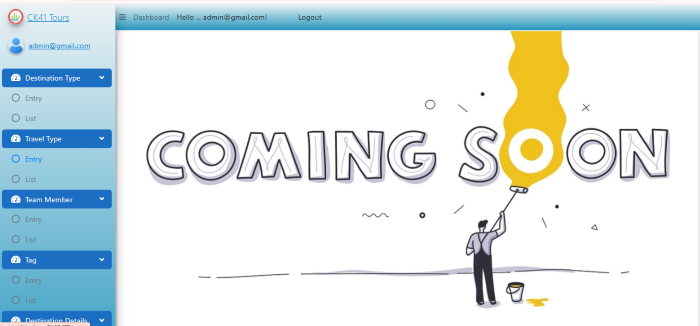 CK41 Tours
Dashboard Hello ... admin@gmail.com! Logout
admin@gmail.com
Destination Type
Entry
List
Travel Type
Entry
List
Team Member
Entry
List
Tag
Entry
List
Destination Details
COMING SOON